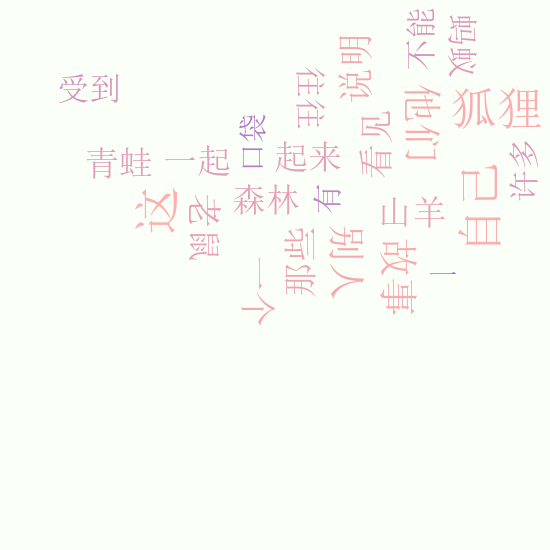 不能
蚂蚁
说明
往往
受到
他们
狐狸
口袋
看见
青蛙
一起
起来
许多
自己
这
老鼠
森林
有
山羊
那些
别人
故事
一个
一